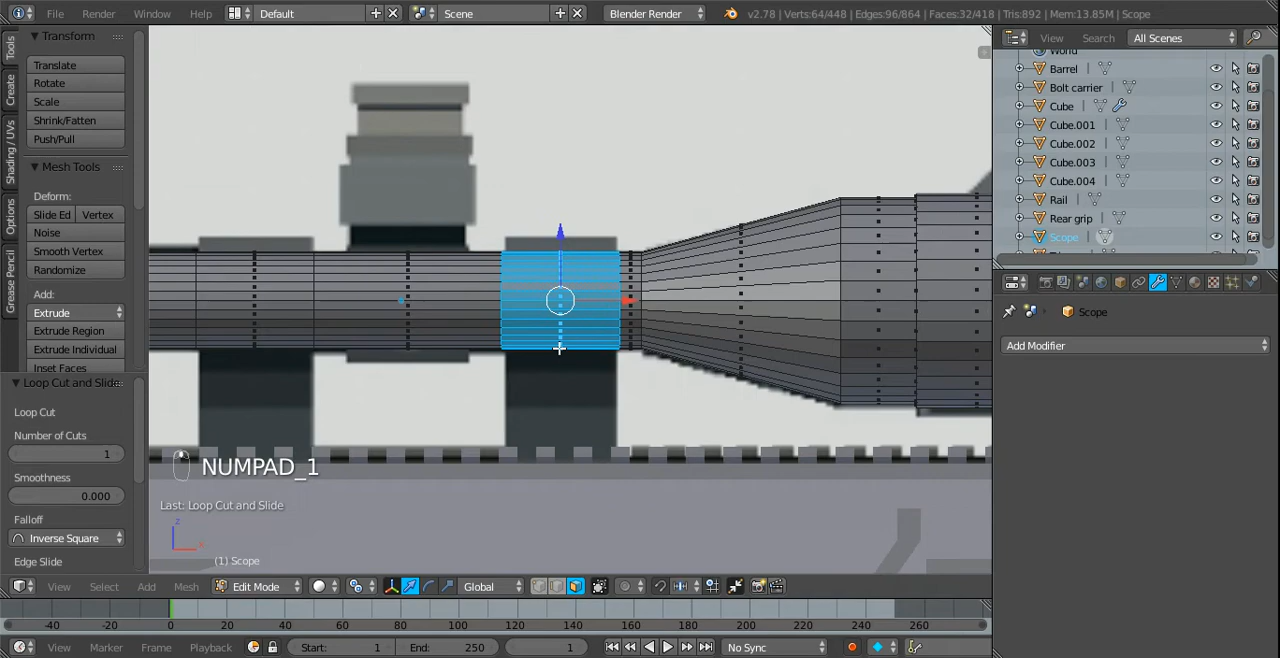 File Render Window Help Default Scene Blender Render v2.78 | Verts:64/448 | Edges:96/864 | Faces:32/418 | Tris:892 | Mem:13.85M | Scope
Tools
Create
Shading / UVs
Options
Grease Pencil
Transform
Translate
Rotate
Scale
Shrink/Fatten
Push/Pull
Mesh Tools
Deform:
Slide Ed Vertex
Noise
Smooth Vertex
Randomize
Add:
Extrude
Extrude Region
Extrude Individual
Inset Faces
Loop Cut and Slide
Loop Cut
Number of Cuts
1
Smoothness
0.000
Falloff
Inverse Square
Edge Slide
NUMPAD_1
Last: Loop Cut and Slide
z
x
(1) Scope
View Search All Scenes
World
Barrel
Bolt carrier
Cube
Cube.001
Cube.002
Cube.003
Cube.004
Rail
Rear grip
Scope
Scope
Add Modifier
View Select Add Mesh Edit Mode Global
-40 -20 0 20 40 60 80 100 120 140 160 180 200 220 240 260
View Marker Frame Playback Start: 1 End: 250 1 No Sync